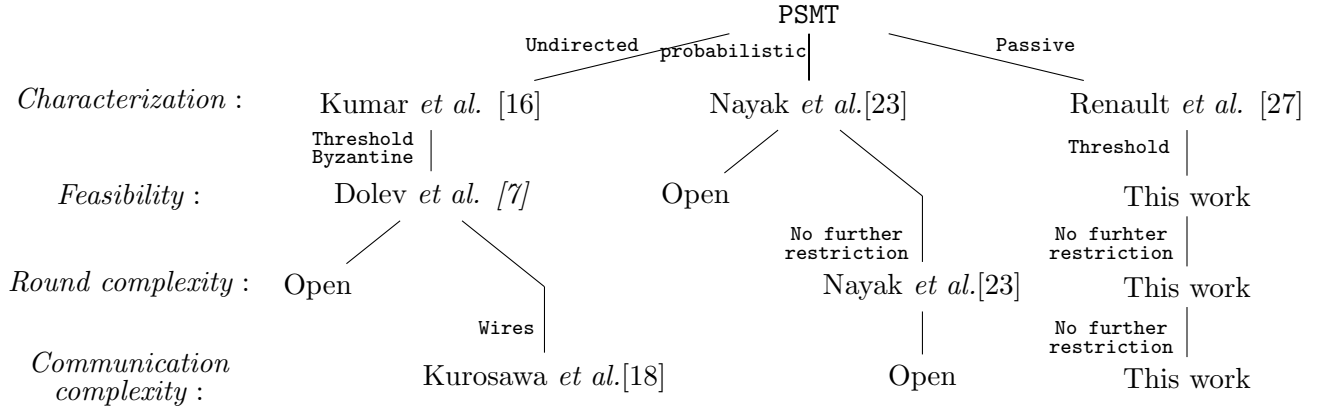 PSMT
Undirected probabilistic Passive
Characterization : Kumar et al. [16] Nayak et al.[23] Renault et al. [27]
Threshold
Byzantine
Threshold
Feasibility : Dolev et al. [7] Open This work
No further
restriction
No furhter
restriction
Round complexity : Open Nayak et al.[23] This work
Wires
No further
restriction
Communication
complexity :
Kurosawa et al.[18] Open This work